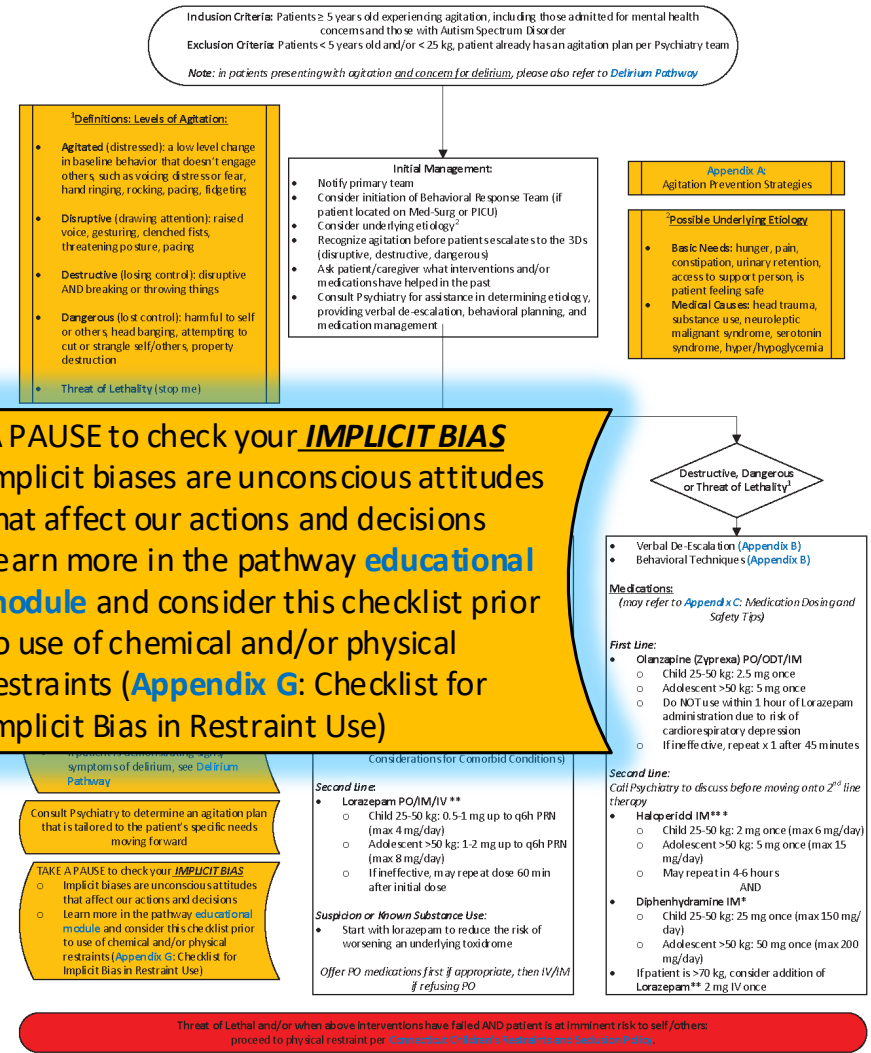 Inclusion Criteria: Patients ≥ 5 years old experiencing agitation, including those admitted for mental health
concerns and those with Autism Spectrum Disorder
Exclusion Criteria: Patients < 5 years old and/or < 25 kg, patient already has an agitation plan per Psychiatry team
Note: in patients presenting with agitation and concern for delirium, please also refer to Delirium Pathway
¹Definitions: Levels of Agitation:
• Agitated (distressed): a low level change
in baseline behavior that doesn't engage
others, such as voicing distress or fear,
hand ringing, rocking, pacing, fidgeting
• Disruptive (drawing attention): raised
voice, gesturing, clenched fists,
threatening posture, pacing
• Destructive (losing control): disruptive
AND breaking or throwing things
• Dangerous (lost control): harmful to self
or others, head banging, attempting to
cut or strangle self/others, property
destruction
• Threat of Lethality (stop me)
Initial Management:
• Notify primary team
• Consider initiation of Behavioral Response Team (if
patient located on Med-Surg or PICU)
• Consider underlying etiology²
• Recognize agitation before patient escalates to the 3Ds
(disruptive, destructive, dangerous)
• Ask patient/caregiver what interventions and/or
medications have helped in the past
• Consult Psychiatry for assistance in determining etiology,
providing verbal de-escalation, behavioral planning, and
medication management
Appendix A:
Agitation Prevention Strategies
²Possible Underlying Etiology
• Basic Needs: hunger, pain,
constipation, urinary retention,
access to support person, is
patient feeling safe
• Medical Causes: head trauma,
substance use, neuroleptic
malignant syndrome, serotonin
syndrome, hyper/hypoglycemia
A PAUSE to check your IMPLICIT BIAS
mplicit biases are unconscious attitudes
hat affect our actions and decisions
earn more in the pathway educational
module and consider this checklist prior
o use of chemical and/or physical
estraints (Appendix G: Checklist for
mplicit Bias in Restraint Use)
Destructive, Dangerous
or Threat of Lethality¹
• Verbal De-Escalation (Appendix B)
• Behavioral Techniques (Appendix B)
Medications:
(may refer to Appendix C: Medication Dosing and
Safety Tips)
First Line:
• Olanzapine (Zyprexa) PO/ODT/IM
○ Child 25-50 kg: 2.5 mg once
○ Adolescent >50 kg: 5 mg once
○ Do NOT use within 1 hour of Lorazepam
administration due to risk of
cardiorespiratory depression
○ If ineffective, repeat x 1 after 45 minutes
Second Line:
Call Psychiatry to discuss before moving onto 2nd line
therapy
• Haloperidol IM***
○ Child 25-50 kg: 2 mg once (max 6 mg/day)
○ Adolescent >50 kg: 5 mg once (max 15
mg/day)
○ May repeat in 4-6 hours
AND
• Diphenhydramine IM*
○ Child 25-50 kg: 25 mg once (max 150 mg/
day)
○ Adolescent >50 kg: 50 mg once (max 200
mg/day)
• If patient is >70 kg, consider addition of
Lorazepam** 2 mg IV once
symptoms of delirium, see Delirium
Pathway
Consult Psychiatry to determine an agitation plan
that is tailored to the patient's specific needs
moving forward
TAKE A PAUSE to check your IMPLICIT BIAS
○ Implicit biases are unconscious attitudes
that affect our actions and decisions
○ Learn more in the pathway educational
module and consider this checklist prior
to use of chemical and/or physical
restraints (Appendix G: Checklist for
Implicit Bias in Restraint Use)
Considerations for Comorbid Conditions)
Second Line:
• Lorazepam PO/IM/IV **
○ Child 25-50 kg: 0.5-1 mg up to q6h PRN
(max 4 mg/day)
○ Adolescent >50 kg: 1-2 mg up to q6h PRN
(max 8 mg/day)
○ If ineffective, may repeat dose 60 min
after initial dose
Suspicion or Known Substance Use:
• Start with lorazepam to reduce the risk of
worsening an underlying toxidrome
Offer PO medications first if appropriate, then IV/IM
if refusing PO
Threat of Lethal and/or when above interventions have failed AND patient is at imminent risk to self/others:
proceed to physical restraint per Connecticut Children's Restraints and Seclusion Policy.